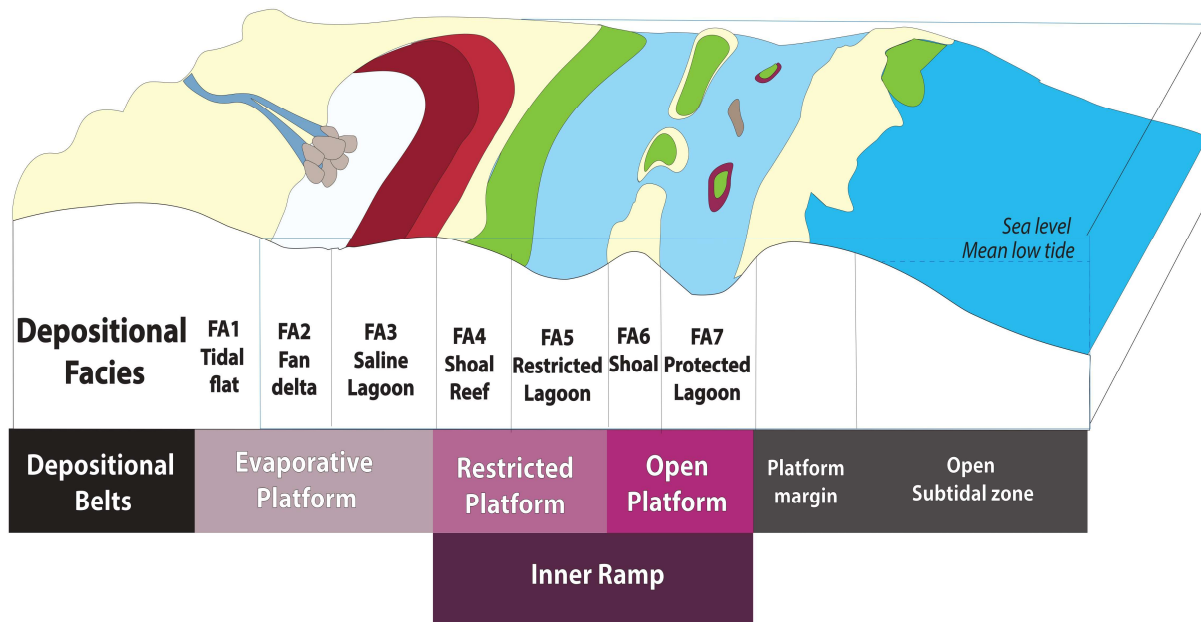 Sea level
Mean low tide
Depositional
Facies
FA1
Tidal
flat
FA2
Fan
delta
FA3
Saline
Lagoon
FA4
Shoal
Reef
FA5
Restricted
Lagoon
FA6
Shoal
FA7
Protected
Lagoon
Depositional
Belts
Evaporative
Platform
Restricted
Platform
Open
Platform
Platform
margin
Open
Subtidal zone
Inner Ramp